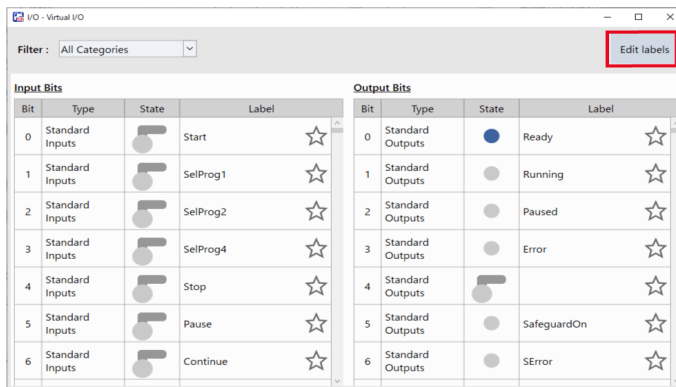 I/O - Virtual I/O
Filter : All Categories
Edit labels
Input Bits
Bit Type State Label
0 Standard Inputs Start
1 Standard Inputs SelProg1
2 Standard Inputs SelProg2
3 Standard Inputs SelProg4
4 Standard Inputs Stop
5 Standard Inputs Pause
6 Standard Inputs Continue
Output Bits
Bit Type State Label
0 Standard Outputs Ready
1 Standard Outputs Running
2 Standard Outputs Paused
3 Standard Outputs Error
4 Standard Outputs
5 Standard Outputs SafeguardOn
6 Standard Outputs SError